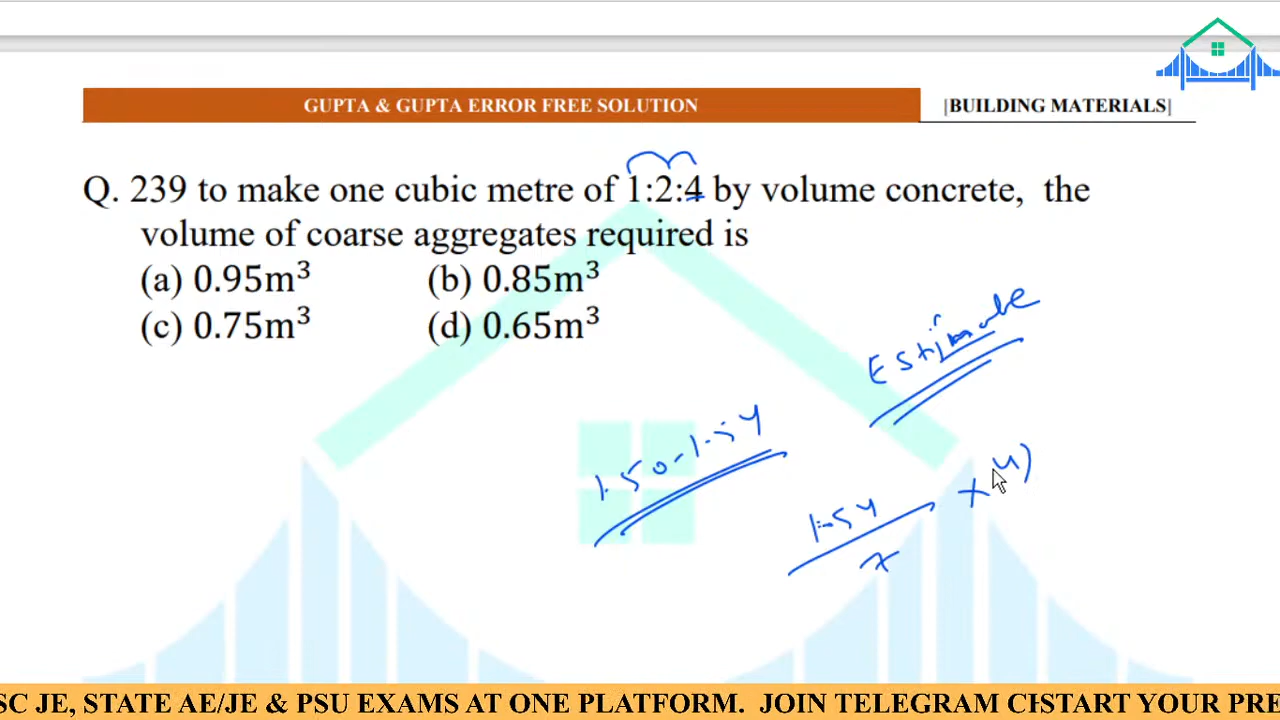 GUPTA & GUPTA ERROR FREE SOLUTION |BUILDING MATERIALS|
Q. 239 to make one cubic metre of 1:2:4 by volume concrete, the
volume of coarse aggregates required is
(a) 0.95m³ (b) 0.85m³
(c) 0.75m³ (d) 0.65m³
Estimate
1.50-1.54
1.54 × 4)
7
SC JE, STATE AE/JE & PSU EXAMS AT ONE PLATFORM. JOIN TELEGRAM CHSTART YOUR PRE